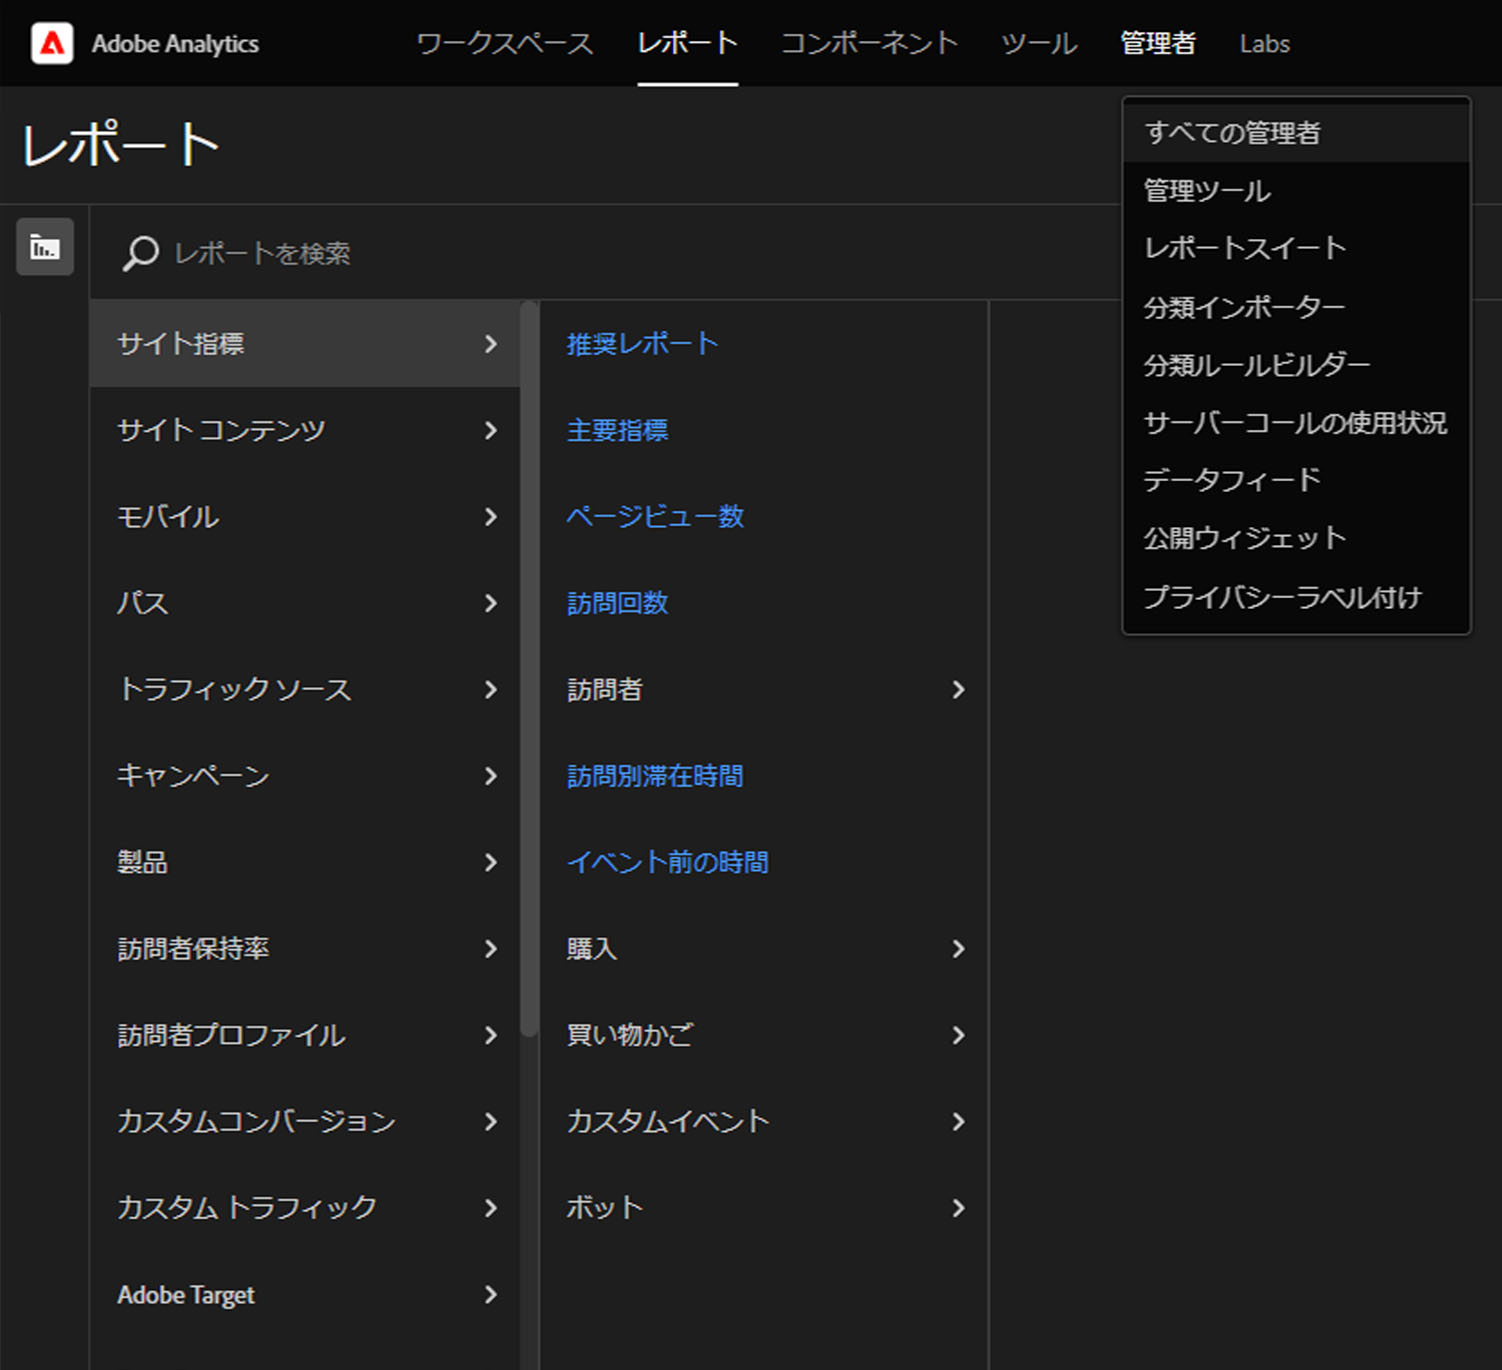 Adobe Analytics ワークスペース レポート コンポーネント ツール 管理者 Labs
レポート
レポートを検索
サイト指標
サイト コンテンツ
モバイル
パス
トラフィック ソース
キャンペーン
製品
訪問者保持率
訪問者プロファイル
カスタムコンバージョン
カスタム トラフィック
Adobe Target
推奨レポート
主要指標
ページビュー数
訪問回数
訪問者
訪問別滞在時間
イベント前の時間
購入
買い物かご
カスタムイベント
ボット
すべての管理者
管理ツール
レポートスイート
分類インポーター
分類ルールビルダー
サーバーコールの使用状況
データフィード
公開ウィジェット
プライバシーラベル付け